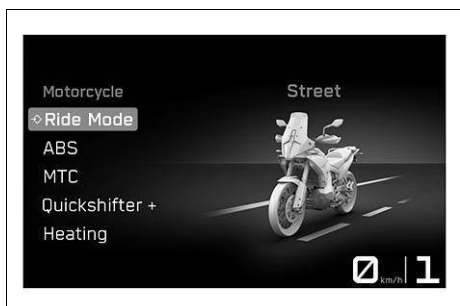 Motorcycle
Street
Ride Mode
ABS
MTC
Quickshifter +
Heating
0 km/h 1